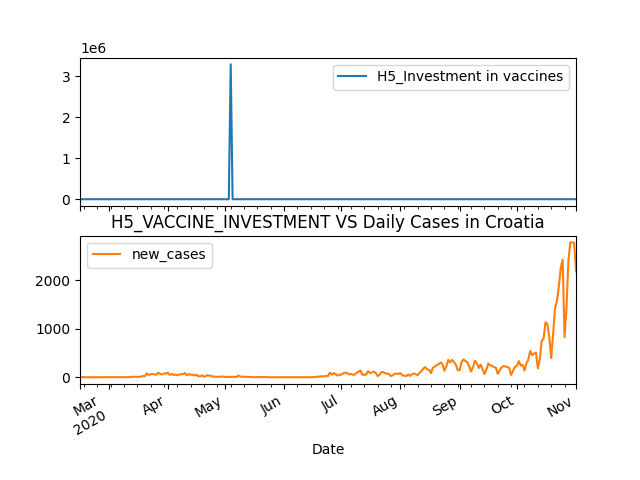 1e6
3
2
1
0
H5_Investment in vaccines
H5_VACCINE_INVESTMENT VS Daily Cases in Croatia
new_cases
2000
1000
0
Mar
2020
Apr
May
Jun
Jul
Aug
Sep
Oct
Nov
Date